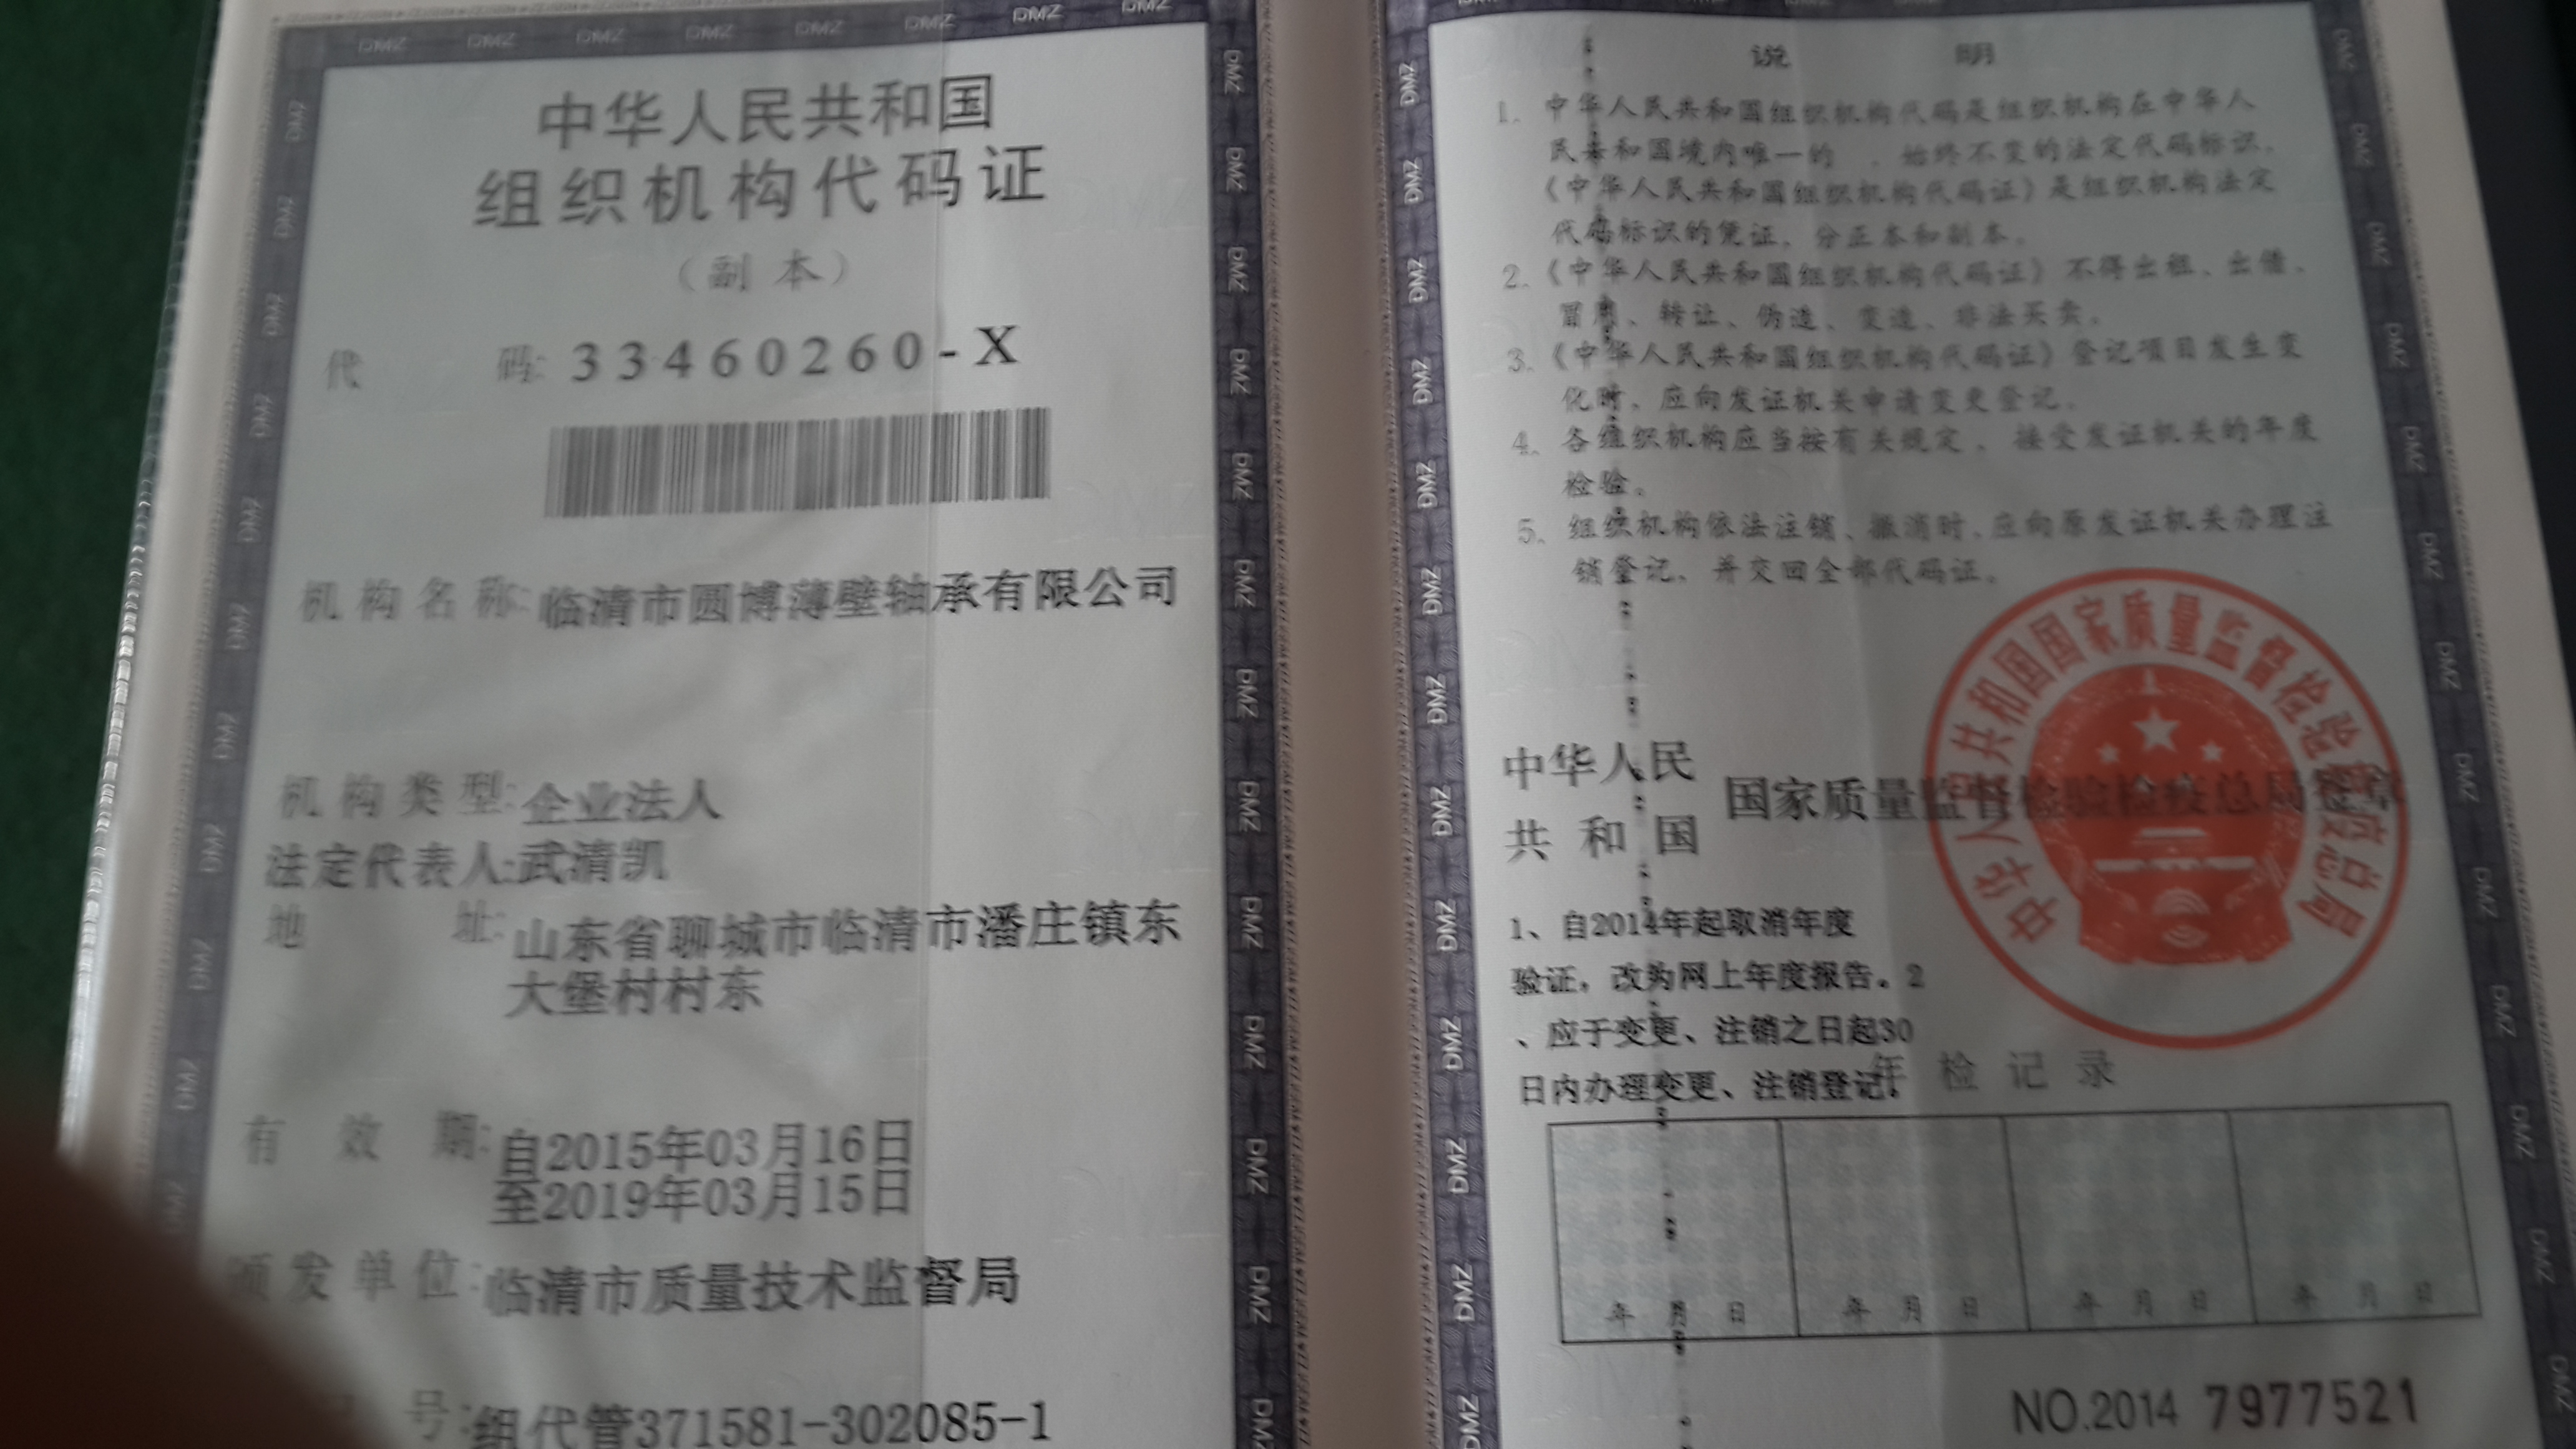 中华人民共和国
组织机构代码证
（副 本）
代 码: 33460260-X
机构名称: 临清市圆博薄壁轴承有限公司
机构类型: 企业法人
法定代表人: 武清凯
地 址: 山东省聊城市临清市潘庄镇东
大堡村村东
有 效 期: 自2015年03月16日
至2019年03月15日
颁发单位: 临清市质量技术监督局
号: 组代管371581-302085-1
说 明
1. 中华人民共和国组织机构代码是组织机构在中华人
民共和国境内唯一的 、始终不变的法定代码标识，
《中华人民共和国组织机构代码证》是组织机构法定
代码标识的凭证，分正本和副本。
2. 《中华人民共和国组织机构代码证》不得出租、出借、
冒用、转让、伪造、变造、非法买卖。
3. 《中华人民共和国组织机构代码证》登记项目发生变
化时，应向发证机关申请变更登记。
4. 各组织机构应当按有关规定，接受发证机关的年度
检验。
5. 组织机构依法注销、撤消时，应向原发证机关办理注
销登记，并交回全部代码证。
中华人民
共和国 国家质量监督检验检疫总局签章
中华人民共和国国家质量监督检验检疫总局
1、自2014年起取消年度
验证，改为网上年度报告。2
、应于变更、注销之日起30
日内办理变更、注销登记。
年检记录
年 月 日 年 月 日 年 月 日 年 月 日
NO.2014 7977521